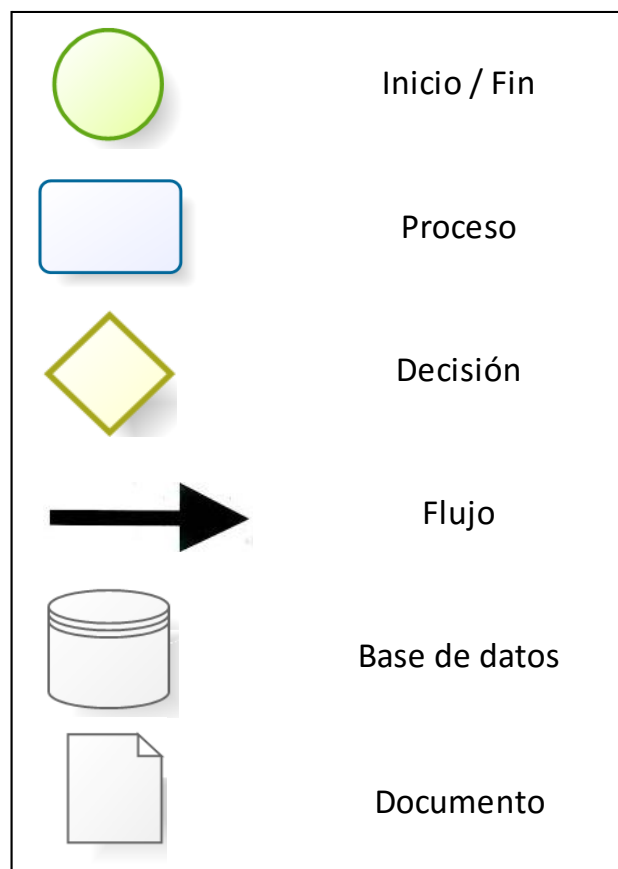 Inicio / Fin
Proceso
Decisión
Flujo
Base de datos
Documento